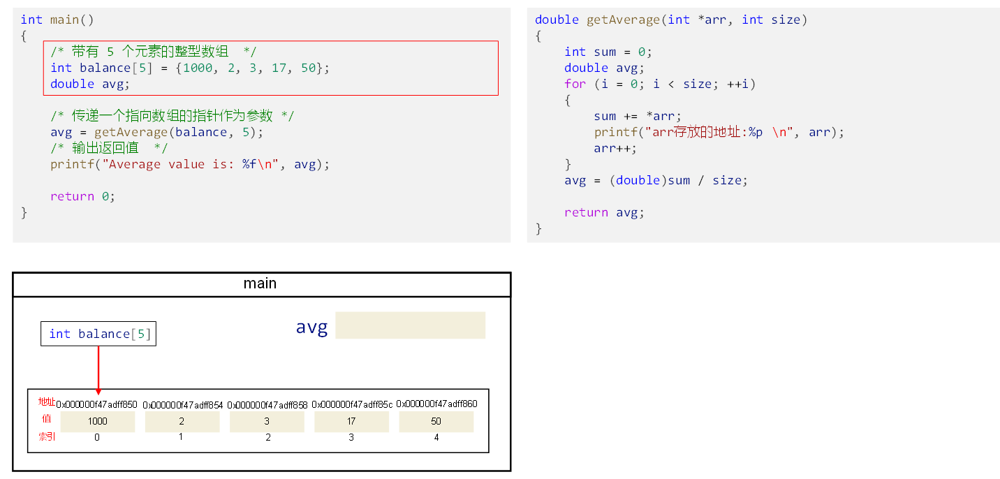 int main()
{
/* 带有 5 个元素的整型数组  */
int balance[5] = {1000, 2, 3, 17, 50};
double avg;
/* 传递一个指向数组的指针作为参数 */
avg = getAverage(balance, 5);
/* 输出返回值  */
printf("Average value is: %f\n", avg);
return 0;
}
double getAverage(int *arr, int size)
{
int sum = 0;
double avg;
for (i = 0; i < size; ++i)
{
sum += *arr;
printf("arr存放的地址:%p \n", arr);
arr++;
}
avg = (double)sum / size;
return avg;
}
main
int balance[5]
avg
地址 0x000000f47adff850 0x000000f47adff854 0x000000f47adff858 0x000000f47adff85c 0x000000f47adff860
值 1000 2 3 17 50
索引 0 1 2 3 4